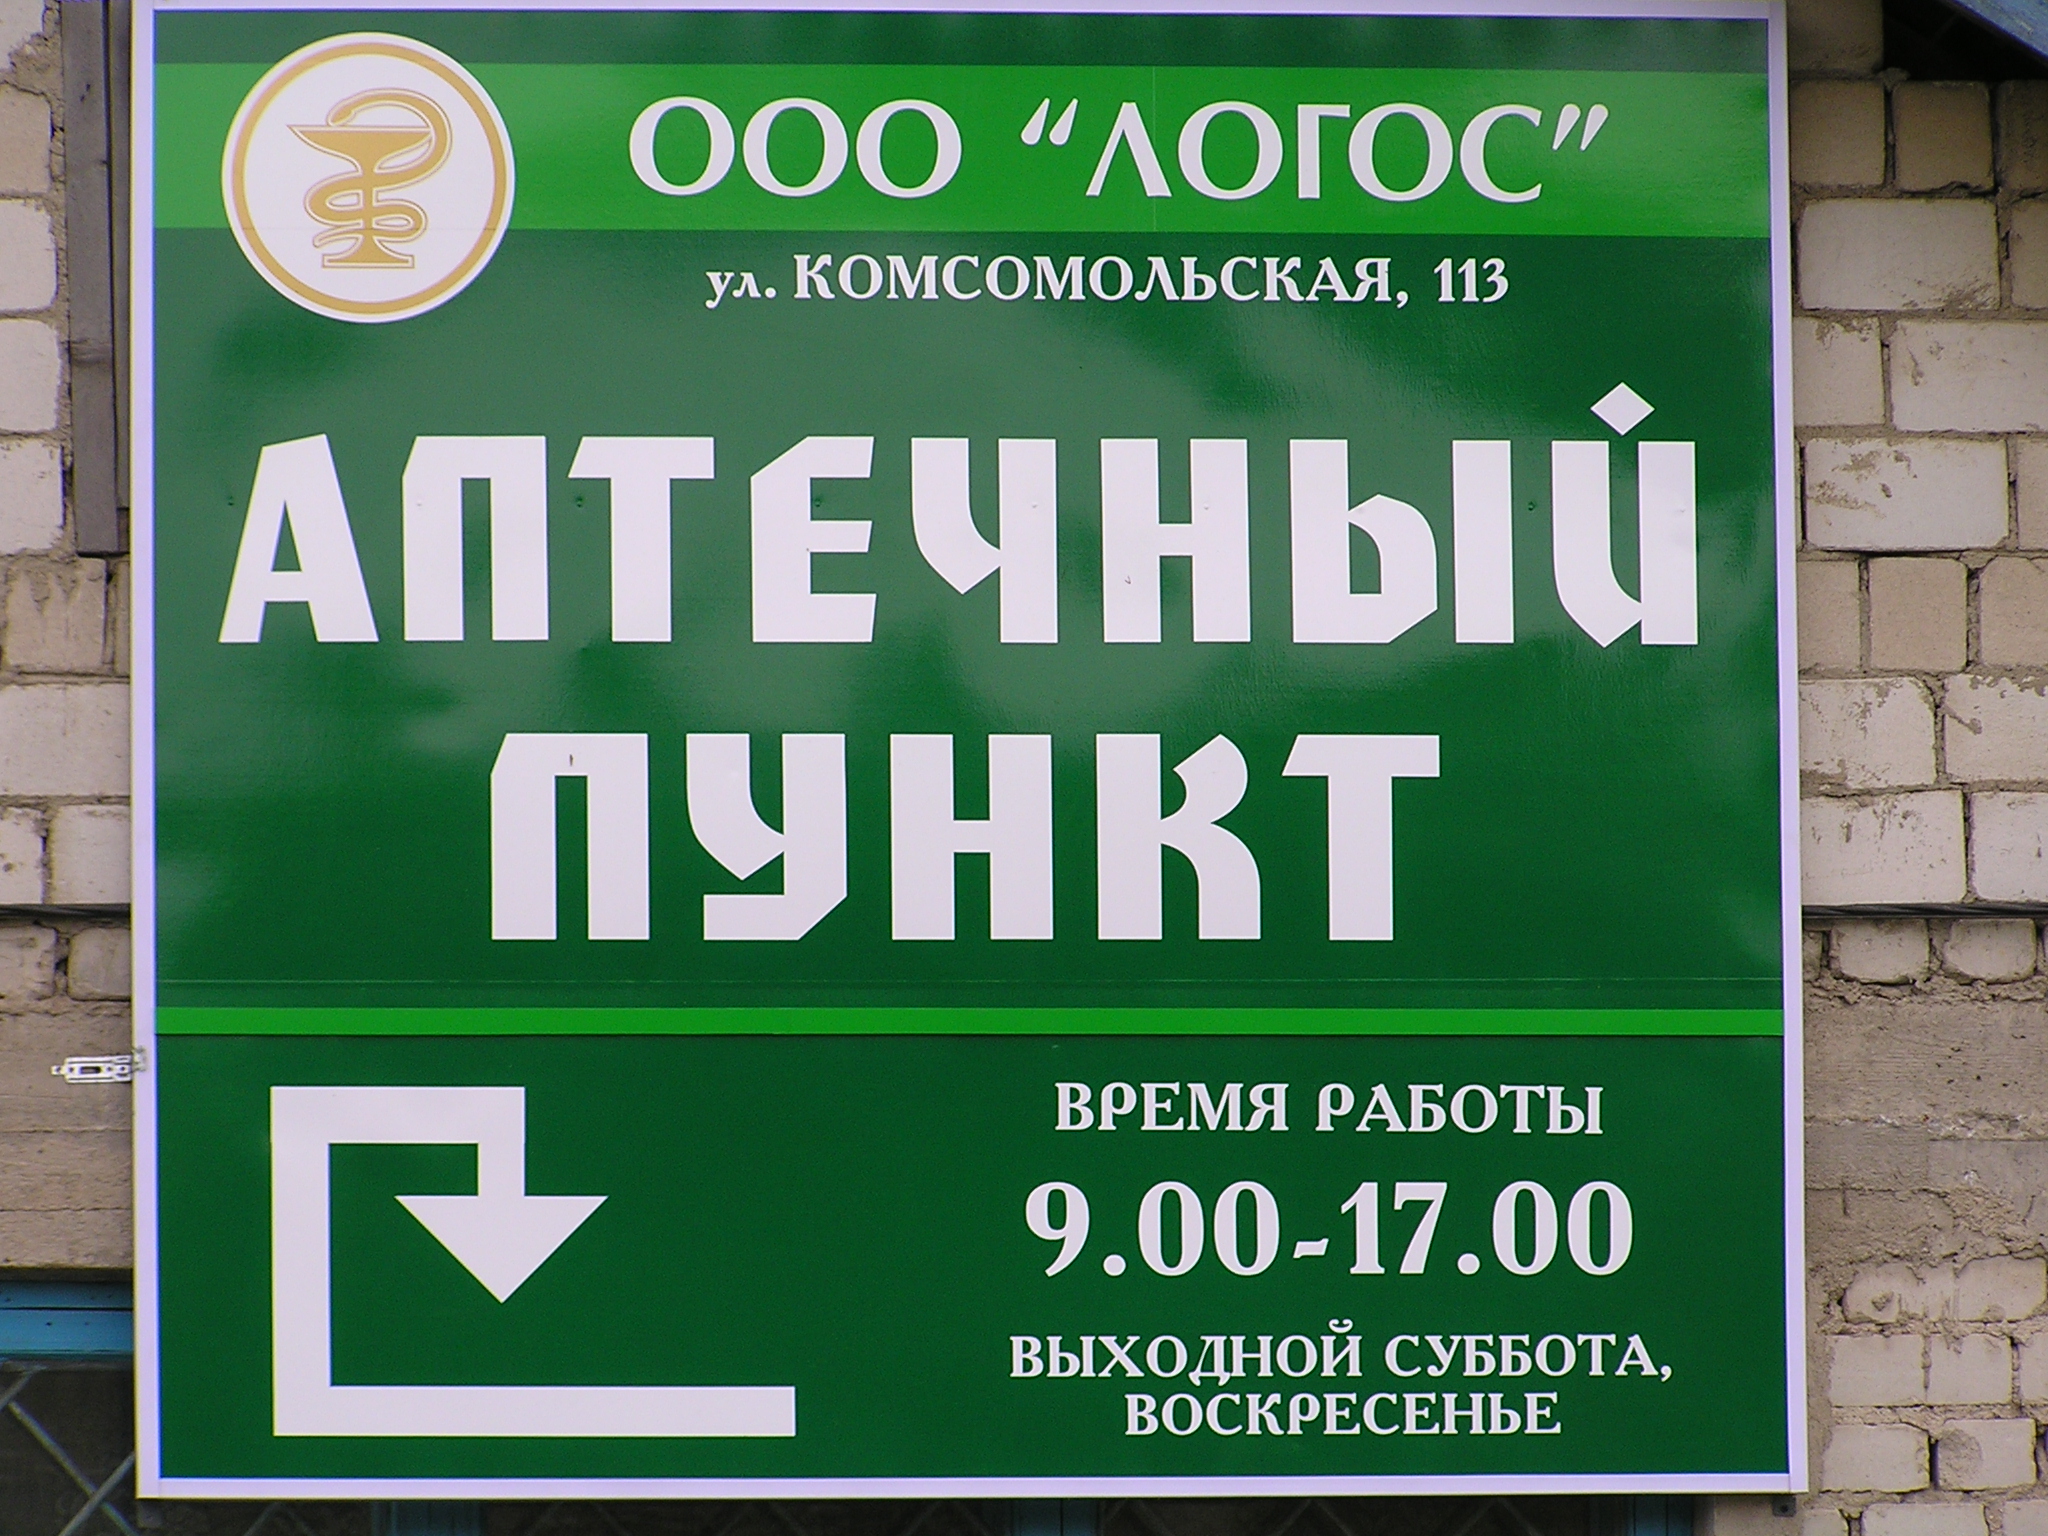 ООО “ЛОГОС”
ул. КОМСОМОЛЬСКАЯ, 113
АПТЕЧНЫЙ
ПУНКТ
ВРЕМЯ РАБОТЫ
9.00-17.00
ВЫХОДНОЙ СУББОТА,
ВОСКРЕСЕНЬЕ